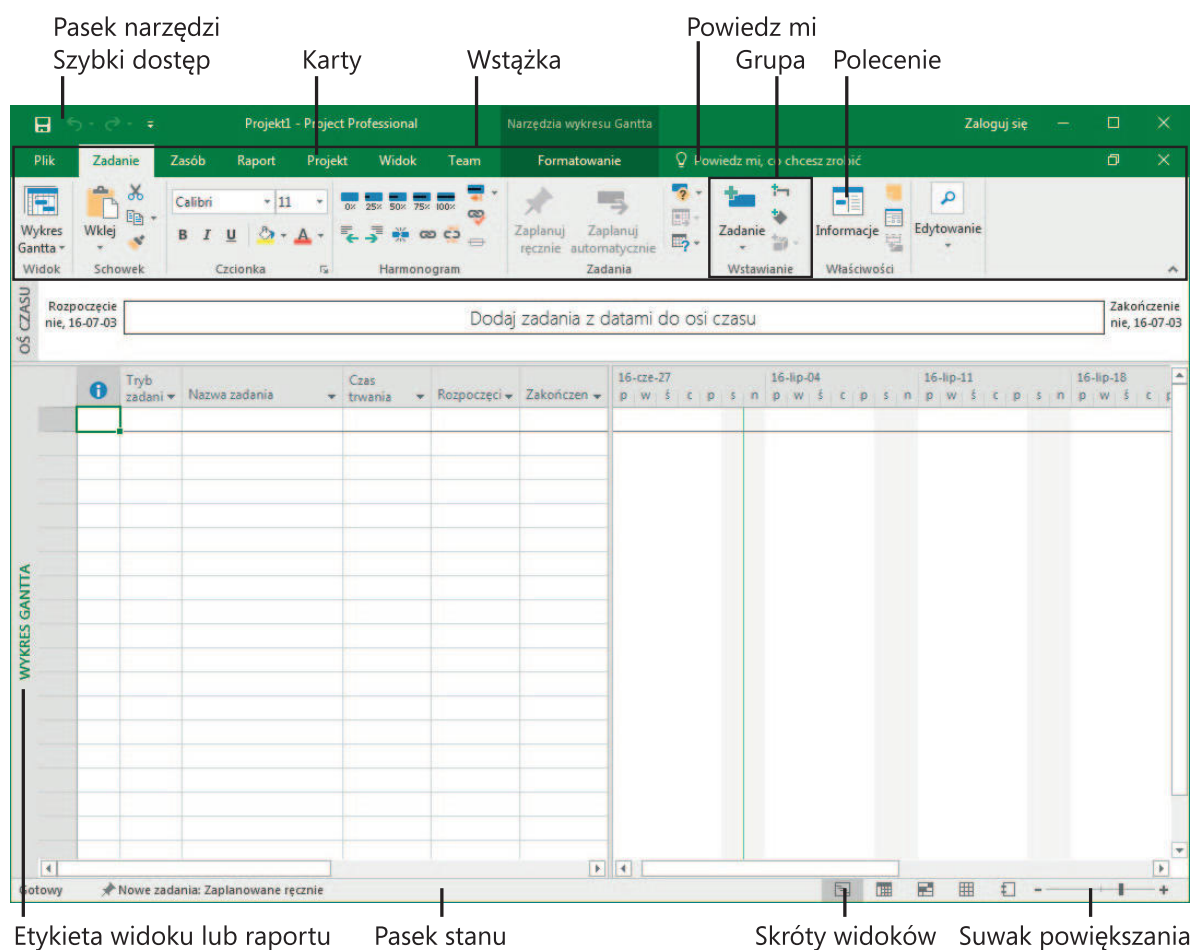 Pasek narzędzi
Szybki dostęp
Karty
Wstążka
Powiedz mi
Grupa
Polecenie
Projekt1 - Project Professional
Narzędzia wykresu Gantta
Zaloguj się
Plik Zadanie Zasób Raport Projekt Widok Team Formatowanie Powiedz mi, co chcesz zrobić
Wykres
Gantta
Widok
Wklej
Schowek
Calibri 11
B I U A
Czcionka
0% 25% 50% 75% 100%
Harmonogram
Zaplanuj
ręcznie
Zaplanuj
automatycznie
Zadania
Zadanie
Wstawianie
Informacje
Właściwości
Edytowanie
OŚ CZASU
Rozpoczęcie
nie, 16-07-03
Dodaj zadania z datami do osi czasu
Zakończenie
nie, 16-07-03
Tryb
zadani
Nazwa zadania
Czas
trwania
Rozpoczęci
Zakończen
16-cze-27 16-lip-04 16-lip-11 16-lip-18
p w ś c p s n p w ś c p s n p w ś c p s n p w ś c p
WYKRES GANTTA
Gotowy
Nowe zadania: Zaplanowane ręcznie
Etykieta widoku lub raportu
Pasek stanu
Skróty widoków
Suwak powiększania